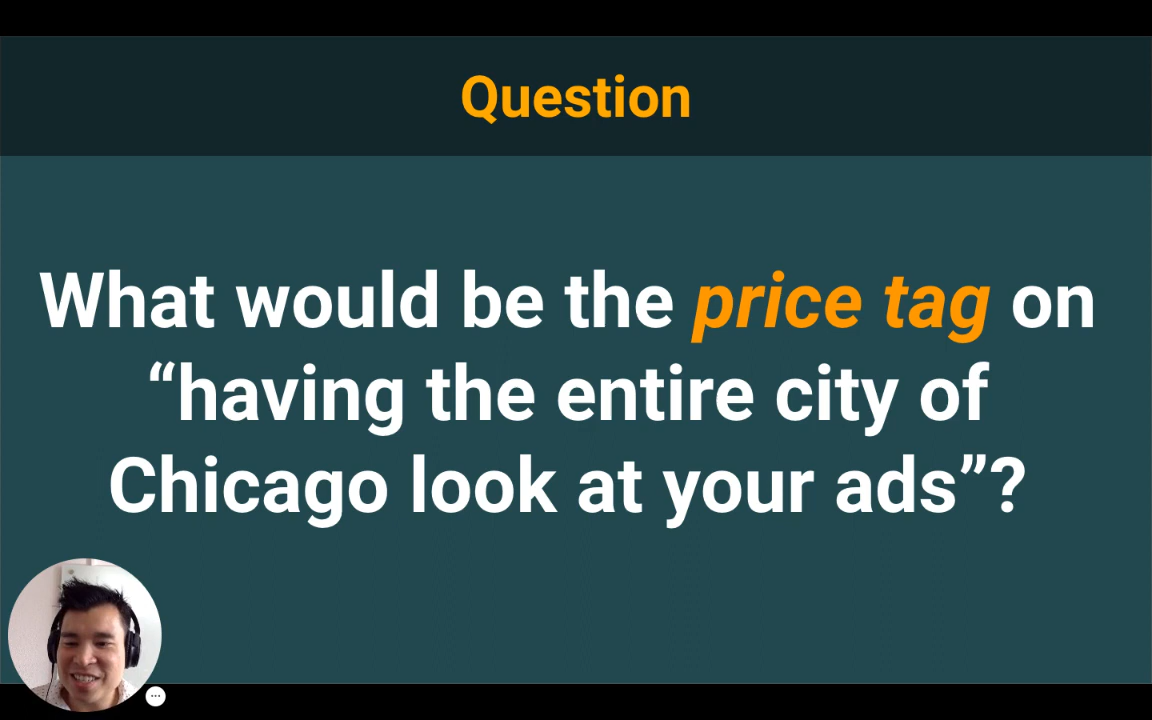 Question
What would be the price tag on
“having the entire city of
Chicago look at your ads”?